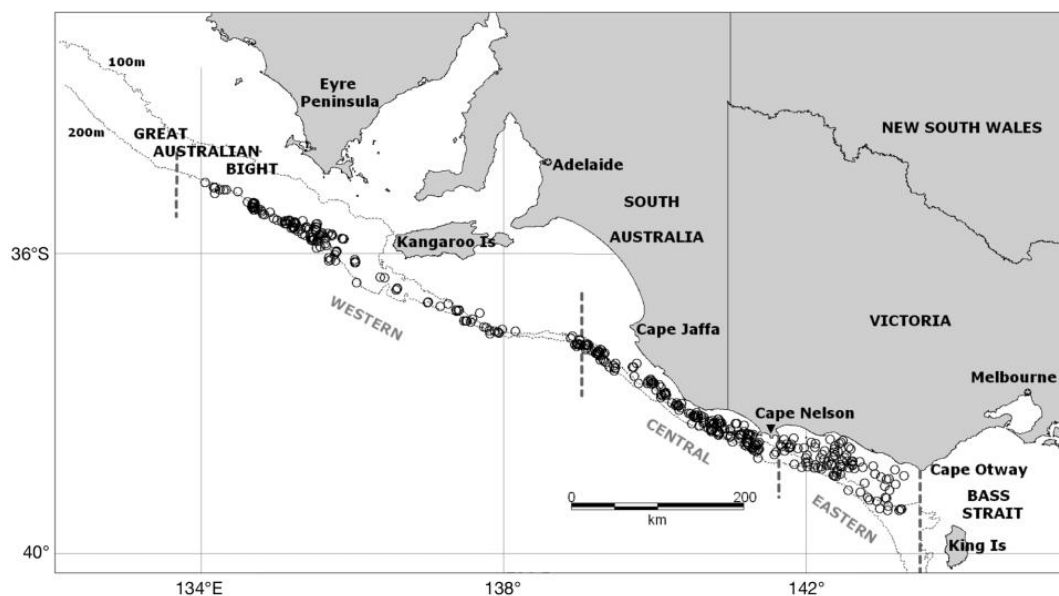 100m
Eyre
Peninsula
200m
GREAT
AUSTRALIAN
BIGHT
NEW SOUTH WALES
Adelaide
SOUTH
AUSTRALIA
Kangaroo Is
36°S
WESTERN
Cape Jaffa
VICTORIA
Melbourne
Cape Nelson
CENTRAL
EASTERN
Cape Otway
BASS
STRAIT
King Is
0 200
km
40°
134°E 138° 142°